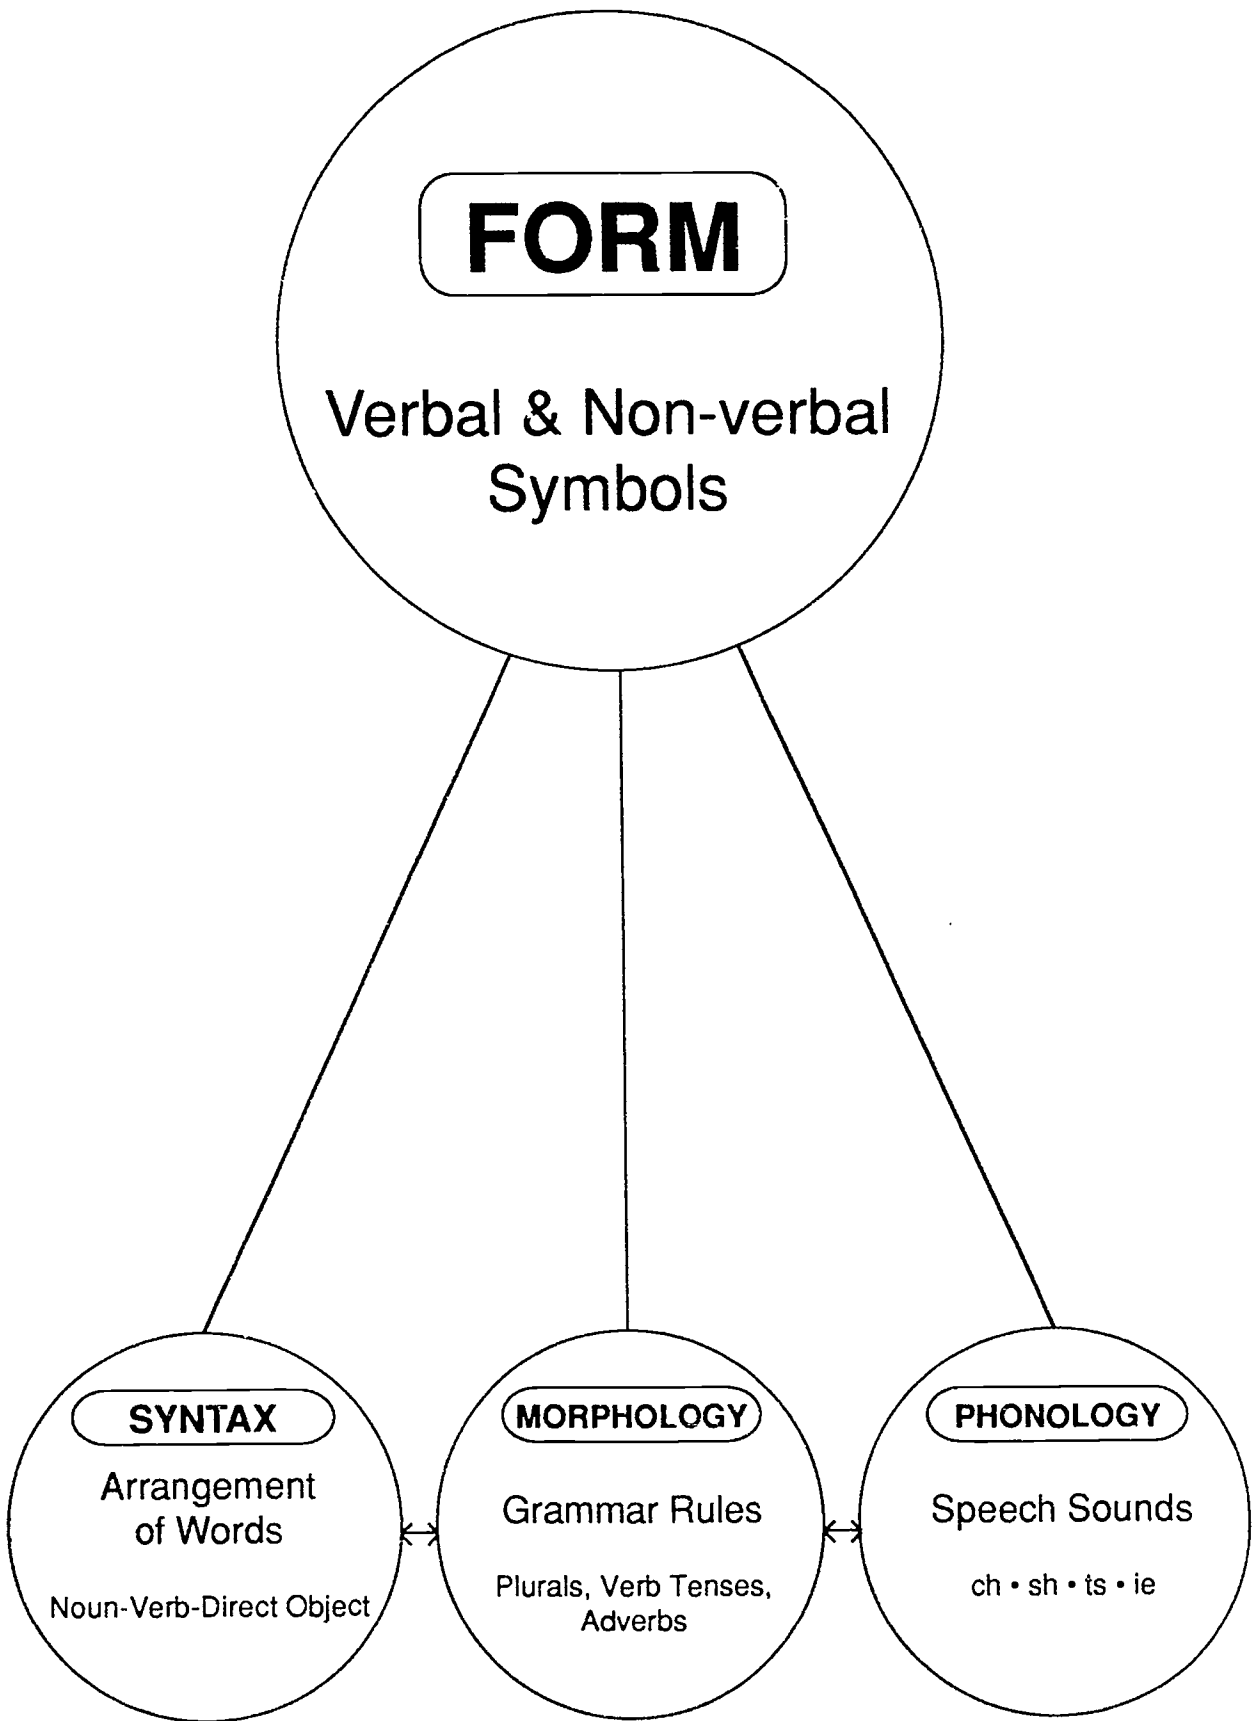 FORM
Verbal & Non-verbal
Symbols
SYNTAX
Arrangement
of Words
Noun-Verb-Direct Object
MORPHOLOGY
Grammar Rules
Plurals, Verb Tenses,
Adverbs
PHONOLOGY
Speech Sounds
ch • sh • ts • ie